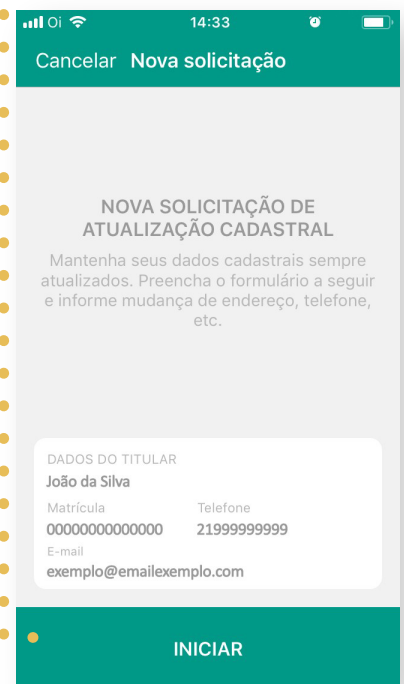 Oi 14:33
Cancelar Nova solicitação
NOVA SOLICITAÇÃO DE
ATUALIZAÇÃO CADASTRAL
Mantenha seus dados cadastrais sempre
atualizados. Preencha o formulário a seguir
e informe mudança de endereço, telefone,
etc.
DADOS DO TITULAR
João da Silva
Matrícula Telefone
00000000000000 21999999999
E-mail
exemplo@emailexemplo.com
INICIAR